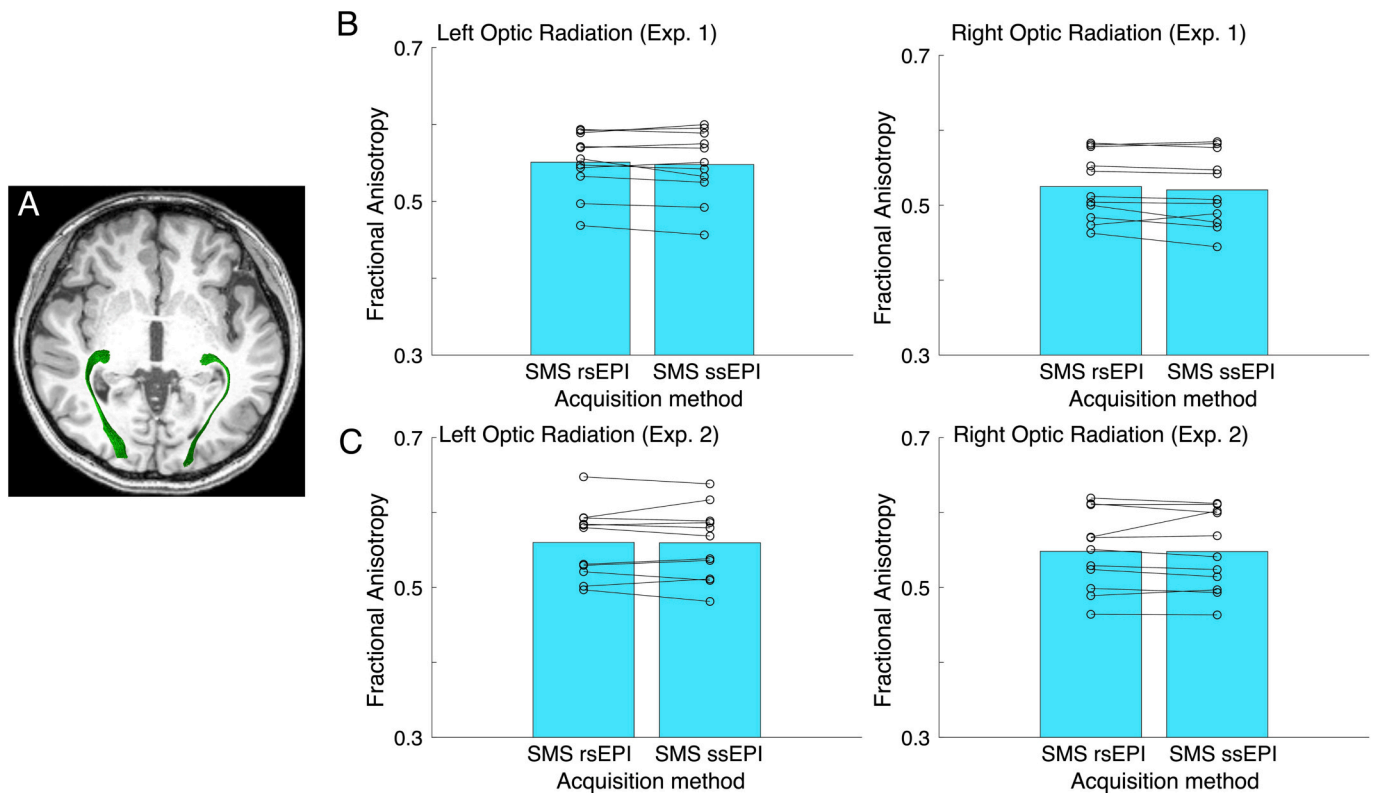 A
B
Left Optic Radiation (Exp. 1)
0.7
0.5
0.3
Fractional Anisotropy
SMS rsEPI SMS ssEPI
Acquisition method
Right Optic Radiation (Exp. 1)
0.7
0.5
0.3
Fractional Anisotropy
SMS rsEPI SMS ssEPI
Acquisition method
C
Left Optic Radiation (Exp. 2)
0.7
0.5
0.3
Fractional Anisotropy
SMS rsEPI SMS ssEPI
Acquisition method
Right Optic Radiation (Exp. 2)
0.7
0.5
0.3
Fractional Anisotropy
SMS rsEPI SMS ssEPI
Acquisition method